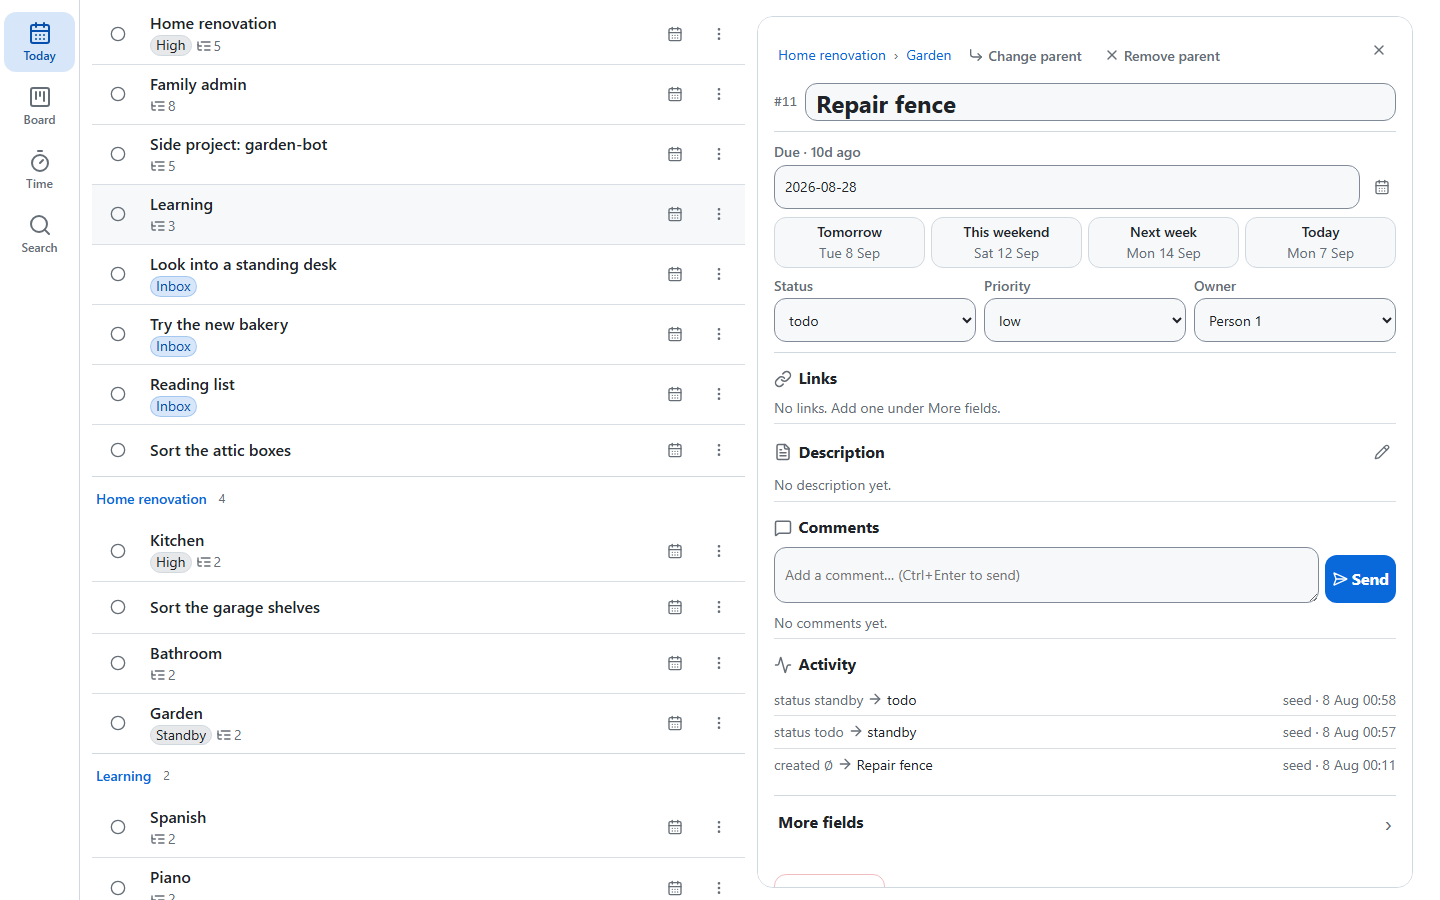 Today
Board
Time
Search
Home renovation
High 5
Family admin
8
Side project: garden-bot
5
Learning
3
Look into a standing desk
Inbox
Try the new bakery
Inbox
Reading list
Inbox
Sort the attic boxes
Home renovation 4
Kitchen
High 2
Sort the garage shelves
Bathroom
2
Garden
Standby 2
Learning 2
Spanish
2
Piano
2
Home renovation › Garden Change parent Remove parent
#11 Repair fence
Due · 10d ago
2026-08-28
Tomorrow
Tue 8 Sep
This weekend
Sat 12 Sep
Next week
Mon 14 Sep
Today
Mon 7 Sep
Status Priority Owner
todo low Person 1
Links
No links. Add one under More fields.
Description
No description yet.
Comments
Add a comment... (Ctrl+Enter to send)
Send
No comments yet.
Activity
status standby → todo seed · 8 Aug 00:58
status todo → standby seed · 8 Aug 00:57
created ∅ → Repair fence seed · 8 Aug 00:11
More fields